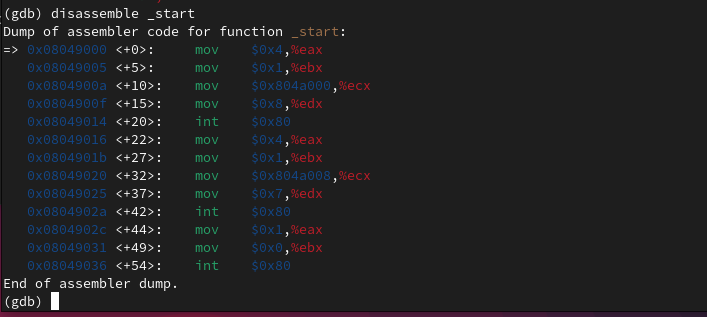 (gdb) disassemble _start
Dump of assembler code for function _start:
=> 0x08049000 <+0>:     mov    $0x4,%eax
   0x08049005 <+5>:     mov    $0x1,%ebx
   0x0804900a <+10>:    mov    $0x804a000,%ecx
   0x0804900f <+15>:    mov    $0x8,%edx
   0x08049014 <+20>:    int    $0x80
   0x08049016 <+22>:    mov    $0x4,%eax
   0x0804901b <+27>:    mov    $0x1,%ebx
   0x08049020 <+32>:    mov    $0x804a008,%ecx
   0x08049025 <+37>:    mov    $0x7,%edx
   0x0804902a <+42>:    int    $0x80
   0x0804902c <+44>:    mov    $0x1,%eax
   0x08049031 <+49>:    mov    $0x0,%ebx
   0x08049036 <+54>:    int    $0x80
End of assembler dump.
(gdb)